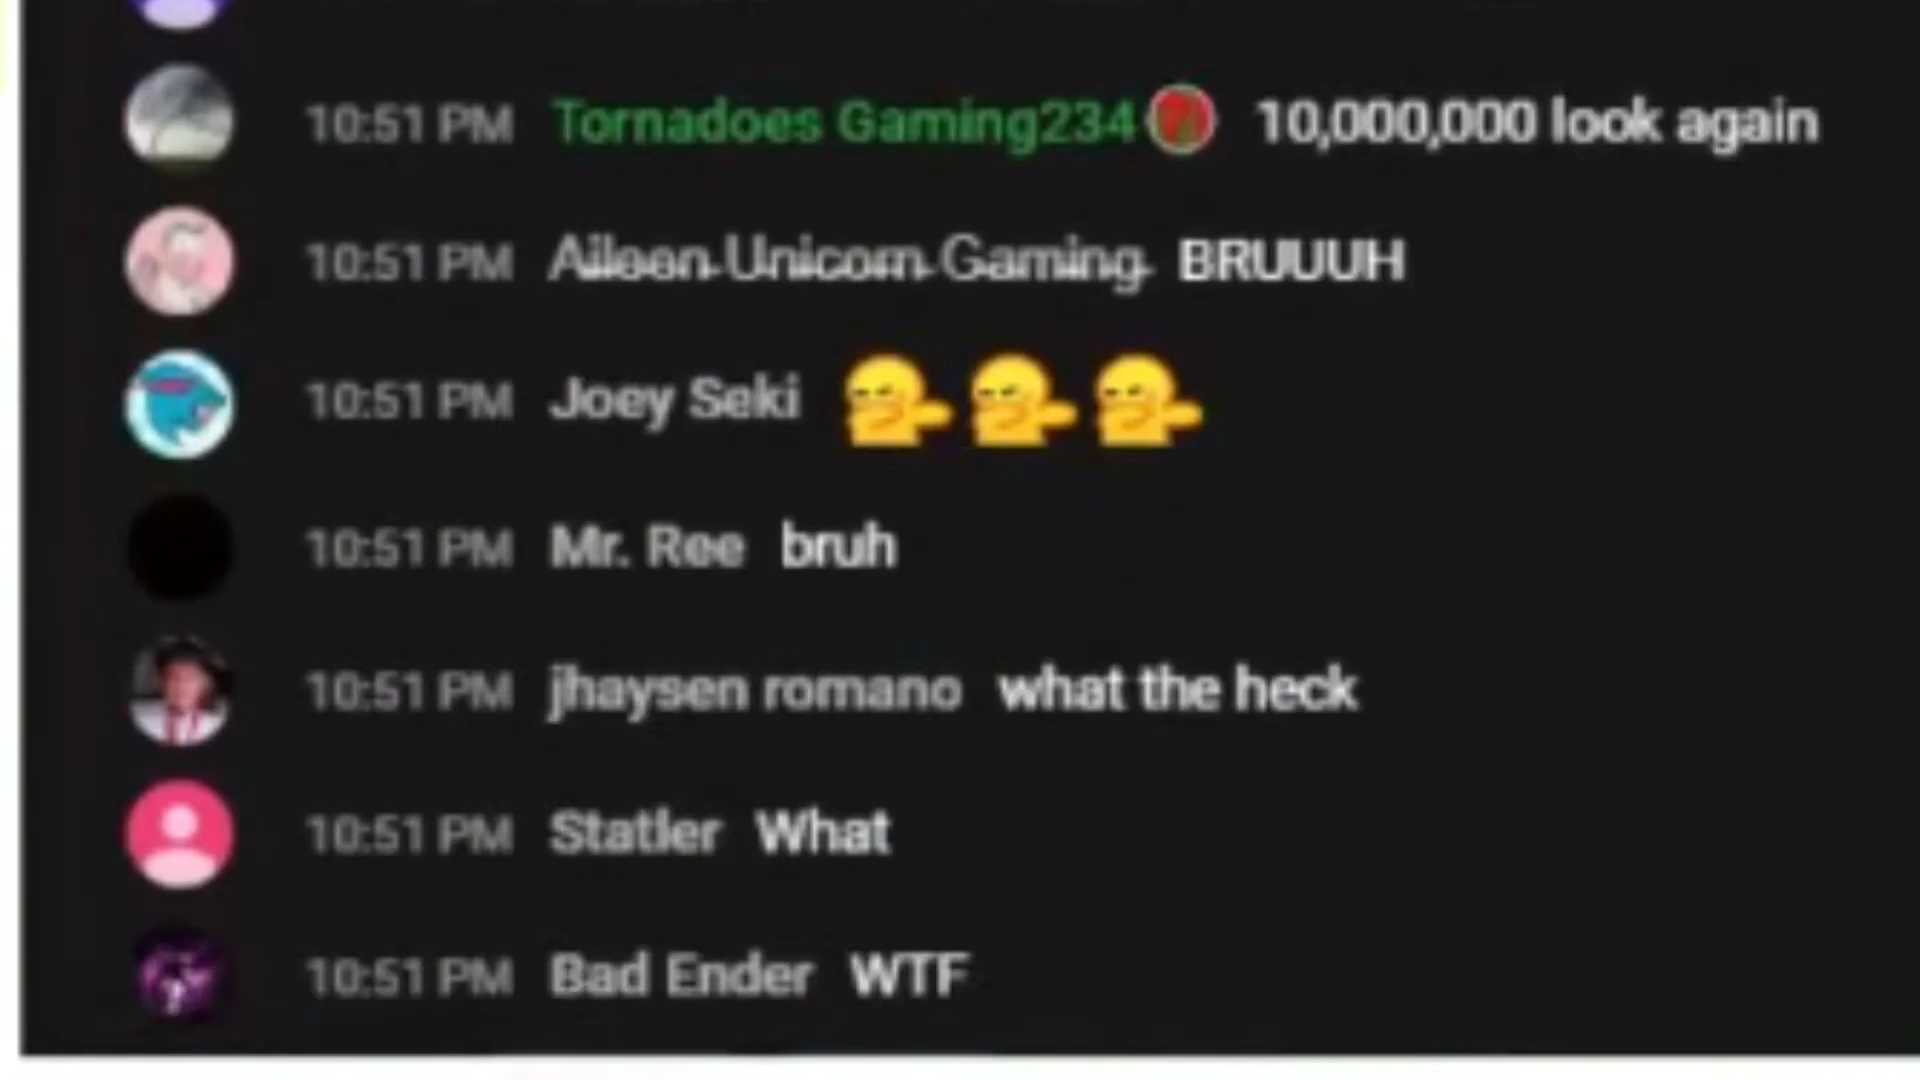 10:51 PM Tornadoes Gaming234 10,000,000 look again
10:51 PM Aileen Unicorn Gaming BRUUUH
10:51 PM Joey Seki
10:51 PM Mr. Ree bruh
10:51 PM jhaysen romano what the heck
10:51 PM Statler What
10:51 PM Bad Ender WTF